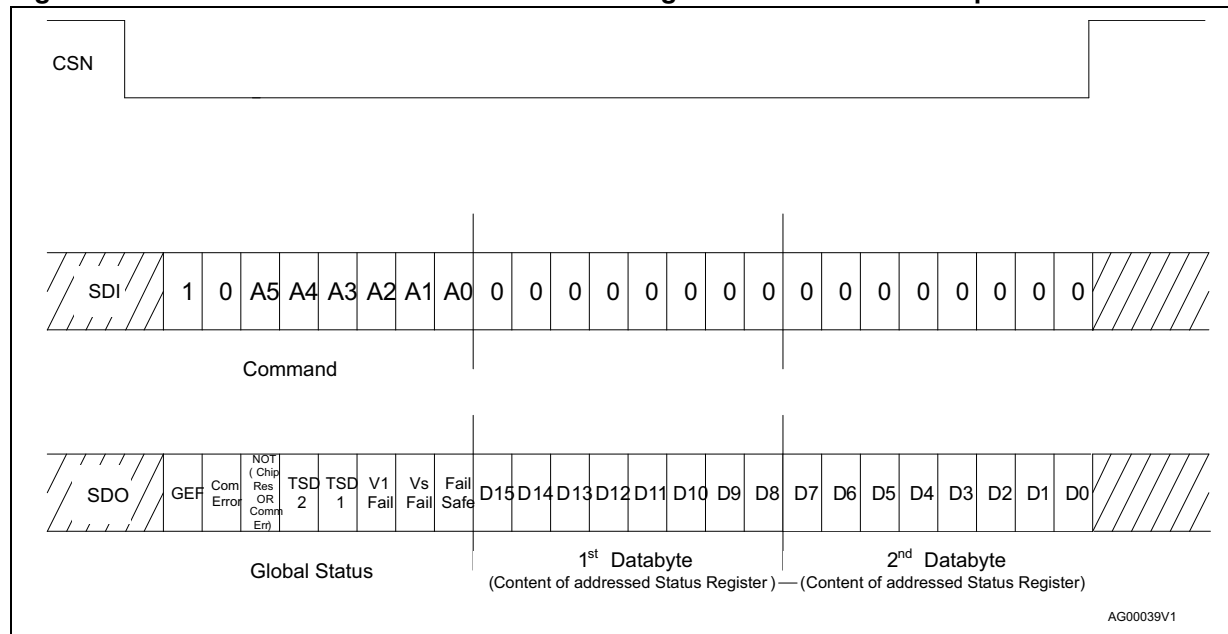 CSN
SDI 1 0 A5 A4 A3 A2 A1 A0 0 0 0 0 0 0 0 0 0 0 0 0 0 0 0 0
Command
SDO GEF Com Error NOT ( Chip Res OR Comm Err) TSD 2 TSD 1 V1 Fail Vs Fail Fail Safe D15 D14 D13 D12 D11 D10 D9 D8 D7 D6 D5 D4 D3 D2 D1 D0
Global Status
1st Databyte
(Content of addressed Status Register )
2nd Databyte
(Content of addressed Status Register)
AG00039V1